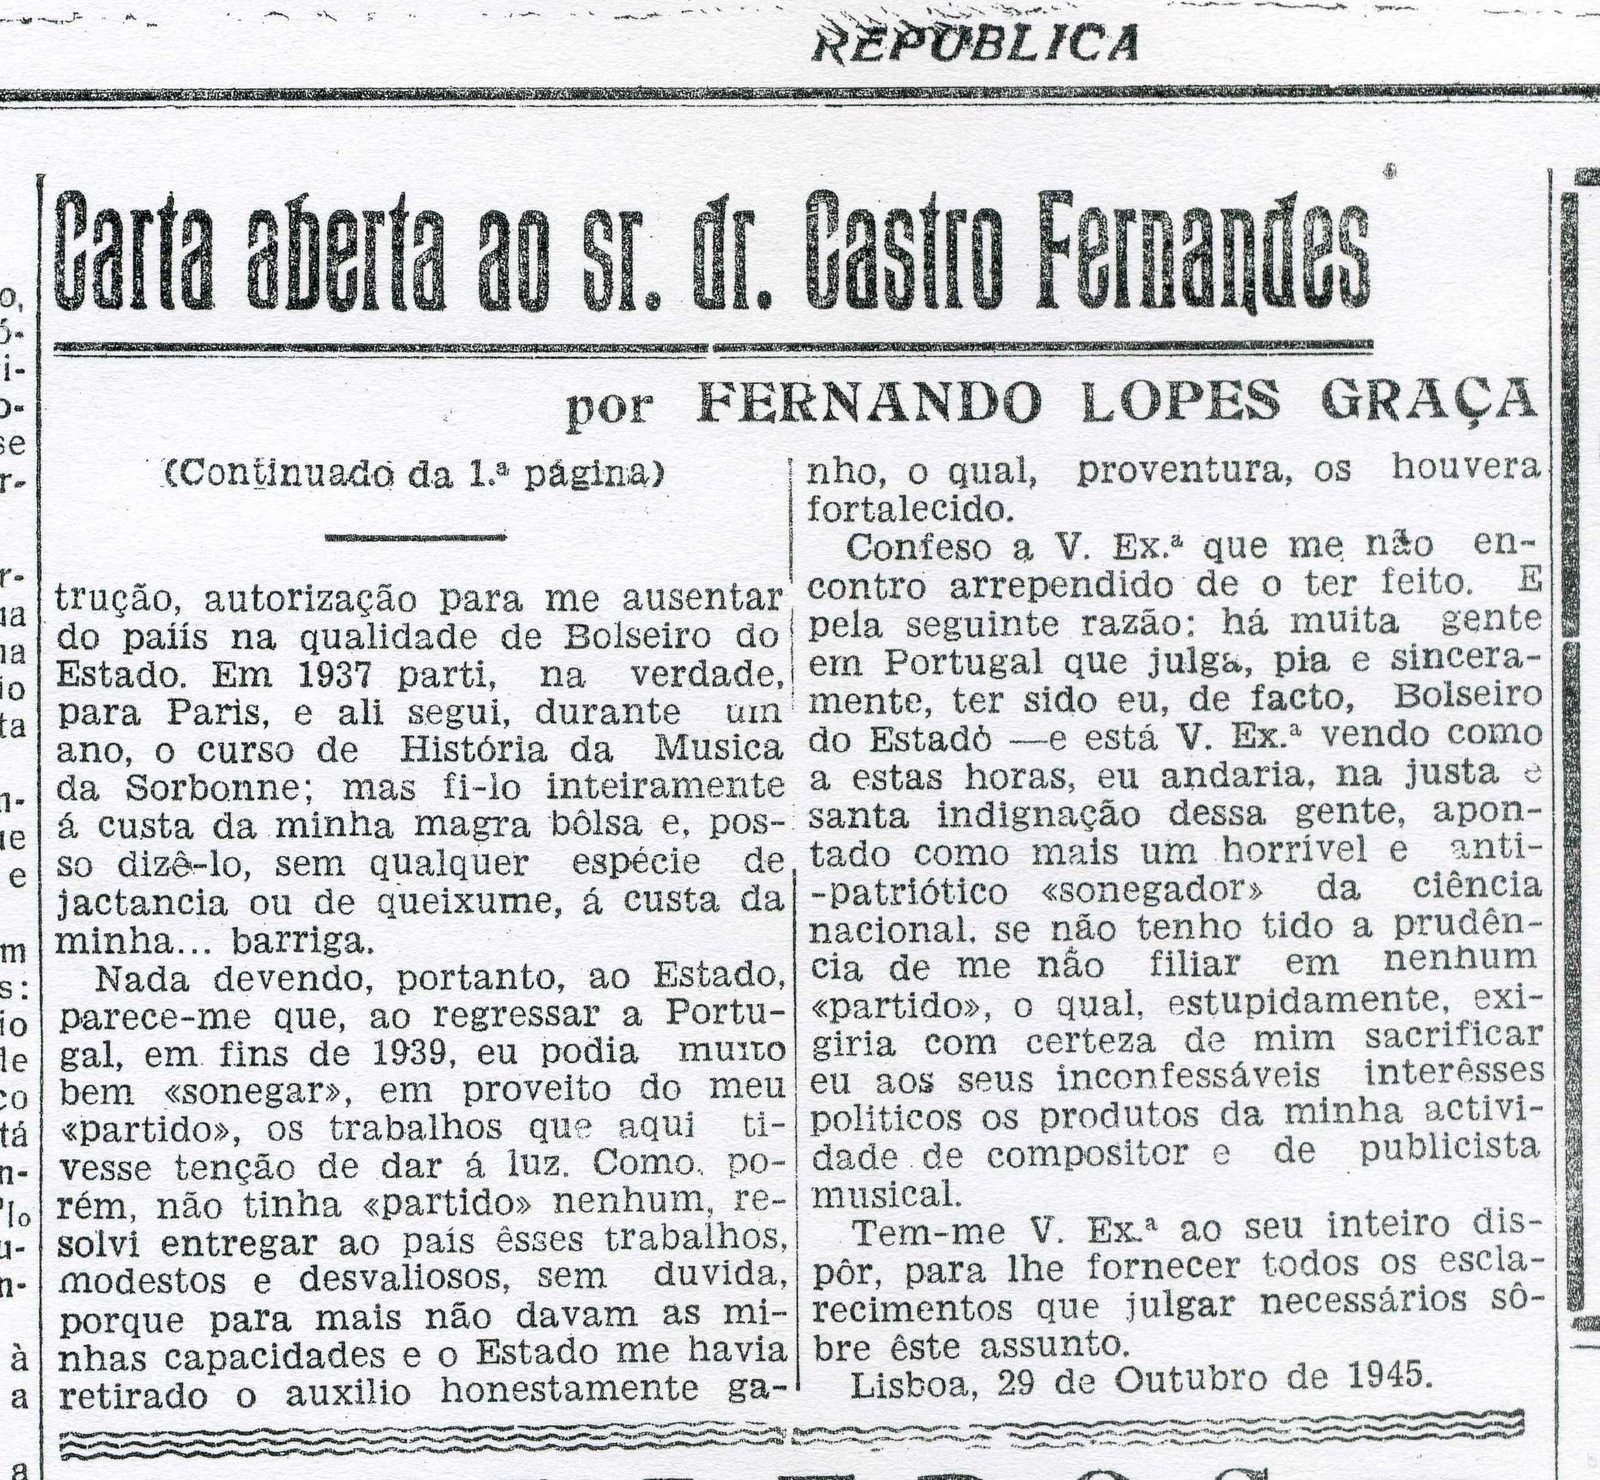 REPÚBLICA
Carta aberta ao sr. dr. Castro Fernandes
por FERNANDO LOPES GRAÇA
(Continuado da 1.ª página)
trução, autorização para me ausentar
do paiís na qualidade de Bolseiro do
Estado. Em 1937 parti, na verdade,
para Paris, e ali segui, durante um
ano, o curso de História da Musica
da Sorbonne; mas fi-lo inteiramente
á custa da minha magra bôlsa e, pos-
so dizê-lo, sem qualquer espécie de
jactancia ou de queixume, á custa da
minha... barriga.
Nada devendo, portanto, ao Estado,
parece-me que, ao regressar a Portu-
gal, em fins de 1939, eu podia muito
bem «sonegar», em proveito do meu
«partido», os trabalhos que aqui ti-
vesse tenção de dar á luz. Como, po-
rém, não tinha «partido» nenhum, re-
solvi entregar ao país êsses trabalhos,
modestos e desvaliosos, sem duvida,
porque para mais não davam as mi-
nhas capacidades e o Estado me havia
retirado o auxilio honestamente ga-
nho, o qual, proventura, os houvera
fortalecido.
Confeso a V. Ex.ª que me não en-
contro arrependido de o ter feito. E
pela seguinte razão: há muita gente
em Portugal que julga, pia e sincera-
mente, ter sido eu, de facto, Bolseiro
do Estado —e está V. Ex.ª vendo como
a estas horas, eu andaria, na justa e
santa indignação dessa gente, apon-
tado como mais um horrível e anti-
-patriótico «sonegador» da ciência
nacional, se não tenho tido a prudên-
cia de me não filiar em nenhum
«partido», o qual, estupidamente, exi-
giria com certeza de mim sacrificar
eu aos seus inconfessáveis interêsses
politicos os produtos da minha activi-
dade de compositor e de publicista
musical.
Tem-me V. Ex.ª ao seu inteiro dis-
pôr, para lhe fornecer todos os escla-
recimentos que julgar necessários sô-
bre êste assunto.
Lisboa, 29 de Outubro de 1945.